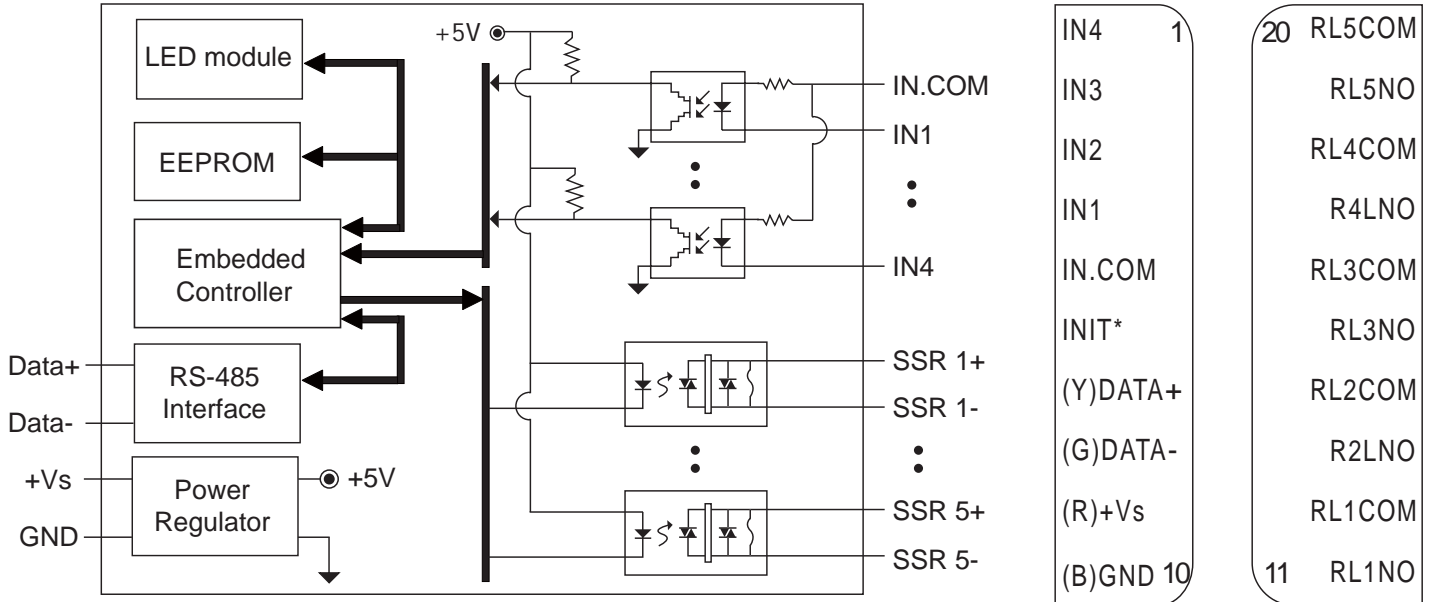 LED module
EEPROM
Embedded
Controller
RS-485
Interface
Power
Regulator
Data+
Data-
+Vs
GND
+5V
+5V
IN.COM
IN1
IN4
SSR 1+
SSR 1-
SSR 5+
SSR 5-
IN4 1
IN3
IN2
IN1
IN.COM
INIT*
(Y)DATA+
(G)DATA-
(R)+Vs
(B)GND 10
20 RL5COM
RL5NO
RL4COM
R4LNO
RL3COM
RL3NO
RL2COM
R2LNO
RL1COM
11 RL1NO